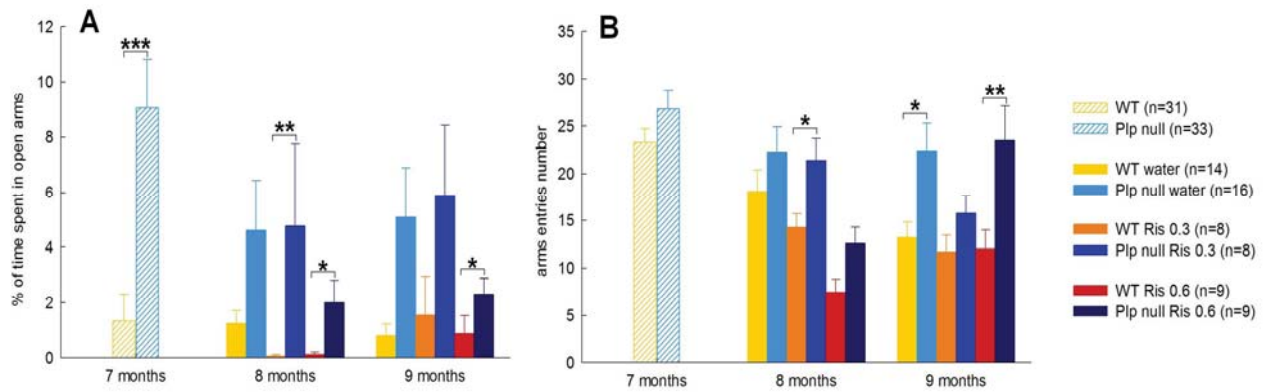 A
% of time spent in open arms
12
10
8
6
4
2
0
***
**
*
*
7 months
8 months
9 months
B
arms entries number
35
30
25
20
15
10
5
0
*
*
**
7 months
8 months
9 months
WT (n=31)
Plp null (n=33)
WT water (n=14)
Plp null water (n=16)
WT Ris 0.3 (n=8)
Plp null Ris 0.3 (n=8)
WT Ris 0.6 (n=9)
Plp null Ris 0.6 (n=9)